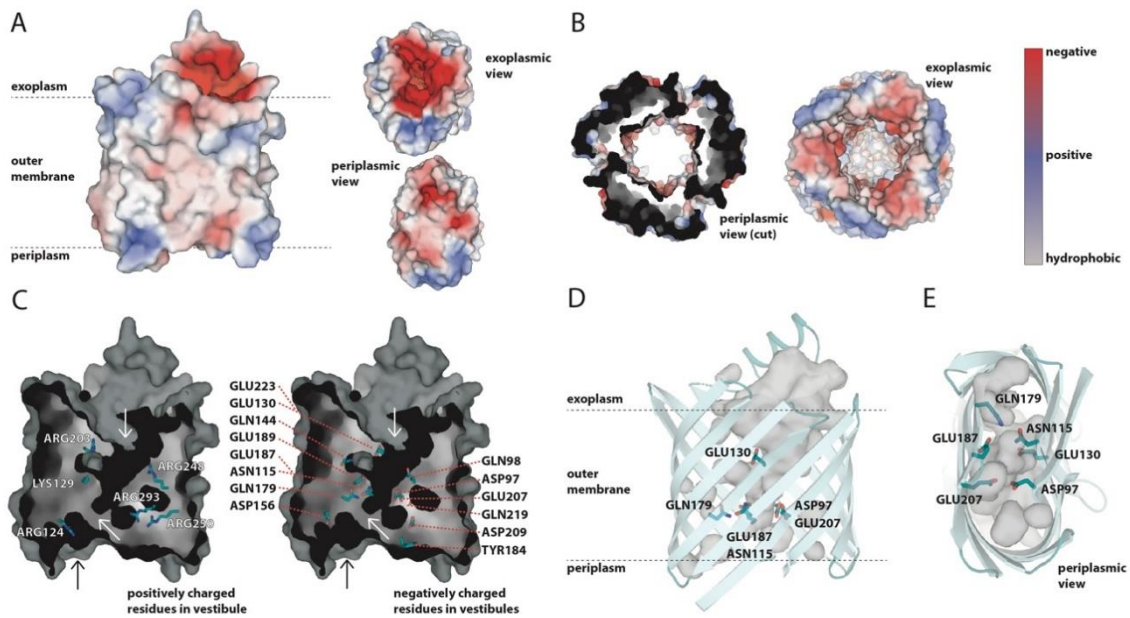 A
exoplasm
outer
membrane
periplasm
exoplasmic
view
periplasmic
view
B
exoplasmic
view
periplasmic
view (cut)
negative
positive
hydrophobic
C
ARG203
LYS129
ARG124
ARG248
ARG293
ARG250
positively charged
residues in vestibule
GLU223
GLU130
GLN144
GLU189
GLU187
ASN115
GLN179
ASP156
GLN98
ASP97
GLU207
GLN219
ASP209
TYR184
negatively charged
residues in vestibules
D
exoplasm
outer
membrane
periplasm
GLU130
GLN179
ASP97
GLU207
GLU187
ASN115
E
GLN179
ASN115
GLU187
GLU130
GLU207
ASP97
periplasmic
view